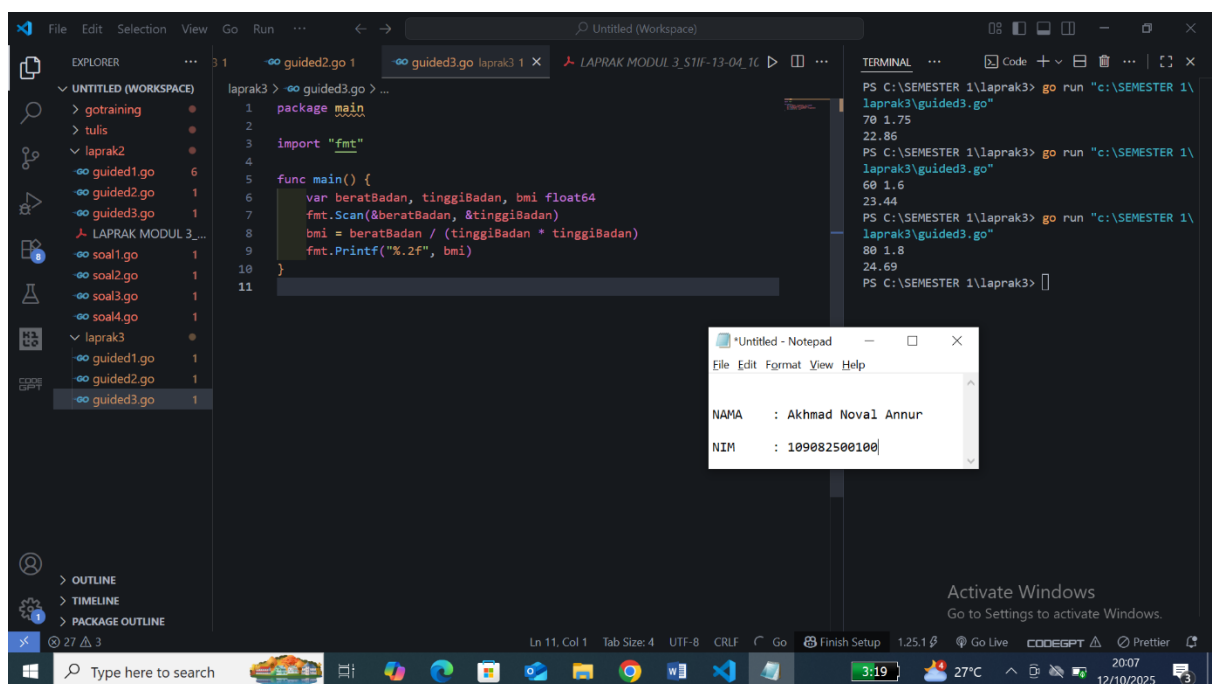 File Edit Selection View Go Run ··· ← → Untitled (Workspace)
EXPLORER ···
UNTITLED (WORKSPACE)
> gotraining
> tulis
laprak2
guided1.go 6
guided2.go 1
guided3.go 1
LAPRAK MODUL 3_...
soal1.go 1
soal2.go 1
soal3.go 1
soal4.go 1
laprak3
guided1.go 1
guided2.go 1
guided3.go 1
> OUTLINE
> TIMELINE
> PACKAGE OUTLINE
3 1 guided2.go 1 guided3.go laprak3 1 × LAPRAK MODUL 3_S1IF-13-04_1 ···
laprak3 > guided3.go > ...
1 package main
2
3 import "fmt"
4
5 func main() {
6 var beratBadan, tinggiBadan, bmi float64
7 fmt.Scan(&beratBadan, &tinggiBadan)
8 bmi = beratBadan / (tinggiBadan * tinggiBadan)
9 fmt.Printf("%.2f", bmi)
10 }
11
TERMINAL ··· Code
PS C:\SEMESTER 1\laprak3> go run "c:\SEMESTER 1\
laprak3\guided3.go"
70 1.75
22.86
PS C:\SEMESTER 1\laprak3> go run "c:\SEMESTER 1\
laprak3\guided3.go"
60 1.6
23.44
PS C:\SEMESTER 1\laprak3> go run "c:\SEMESTER 1\
laprak3\guided3.go"
80 1.8
24.69
PS C:\SEMESTER 1\laprak3>
*Untitled - Notepad
File Edit Format View Help
NAMA : Akhmad Noval Annur
NIM : 109082500100
Activate Windows
Go to Settings to activate Windows.
27 3 Ln 11, Col 1 Tab Size: 4 UTF-8 CRLF Go Finish Setup 1.25.1 Go Live CODEGPT Prettier
Type here to search 3:19 27°C 20:07
12/10/2025 3